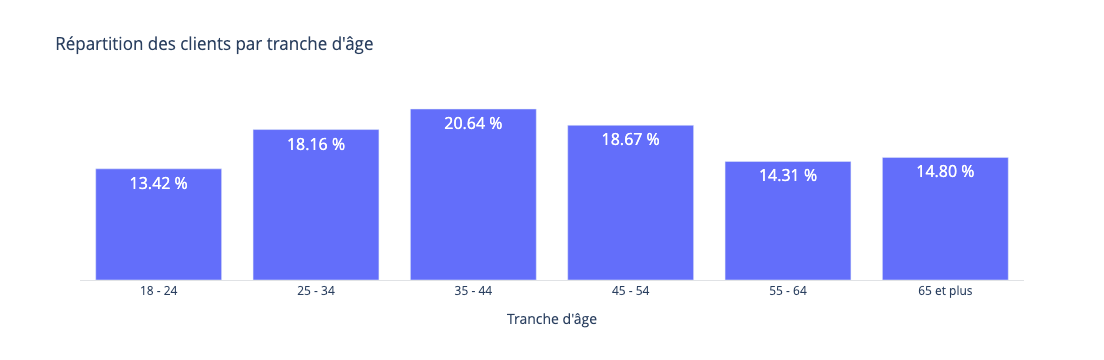 Répartition des clients par tranche d'âge
20.64 %
18.67 %
18.16 %
14.80 %
14.31 %
13.42 %
18 - 24
25 - 34
35 - 44
45 - 54
55 - 64
65 et plus
Tranche d'âge